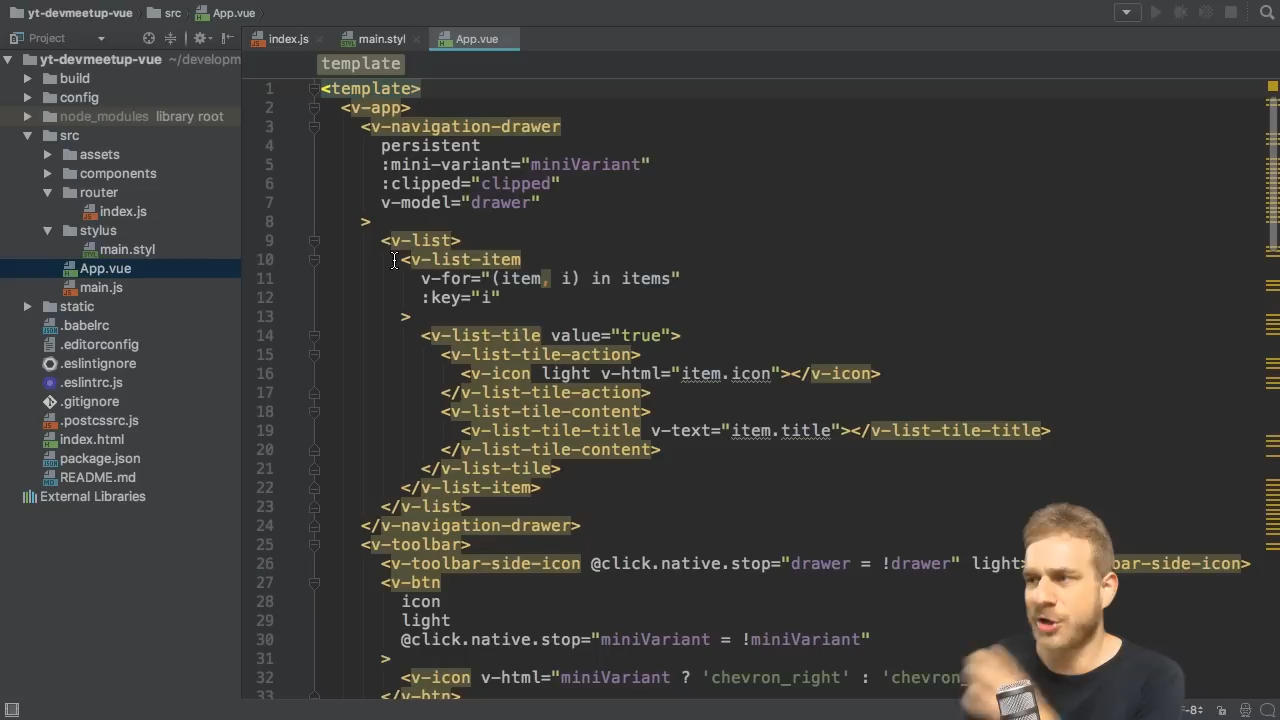 yt-devmeetup-vue
src
App.vue
Project
index.js
main.styl
App.vue
yt-devmeetup-vue ~/developm
build
config
node_modules library root
src
assets
components
router
index.js
stylus
main.styl
App.vue
main.js
static
.babelrc
.editorconfig
.eslintignore
.eslintrc.js
.gitignore
.postcssrc.js
index.html
package.json
README.md
External Libraries
template
1 <template>
2 <v-app>
3 <v-navigation-drawer
4 persistent
5 :mini-variant="miniVariant"
6 :clipped="clipped"
7 v-model="drawer"
8 >
9 <v-list>
10 <v-list-item
11 v-for="(item, i) in items"
12 :key="i"
13 >
14 <v-list-tile value="true">
15 <v-list-tile-action>
16 <v-icon light v-html="item.icon"></v-icon>
17 </v-list-tile-action>
18 <v-list-tile-content>
19 <v-list-tile-title v-text="item.title"></v-list-tile-title>
20 </v-list-tile-content>
21 </v-list-tile>
22 </v-list-item>
23 </v-list>
24 </v-navigation-drawer>
25 <v-toolbar>
26 <v-toolbar-side-icon @click.native.stop="drawer = !drawer" light> bar-side-icon>
27 <v-btn
28 icon
29 light
30 @click.native.stop="miniVariant = !miniVariant"
31 >
32 <v-icon v-html="miniVariant ? 'chevron_right' : 'chevron_
33 </v-btn>